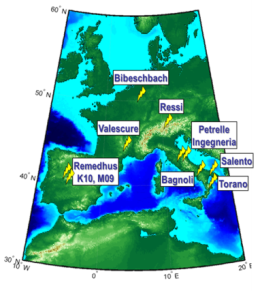 60°N
50°N
40°N
30°N
10°W
0°
10°E
20°E
Bibeschbach
Ressi
Valescure
Petrelle
Ingegneria
Remedhus
K10, M09
Bagnoli
Salento
Torano